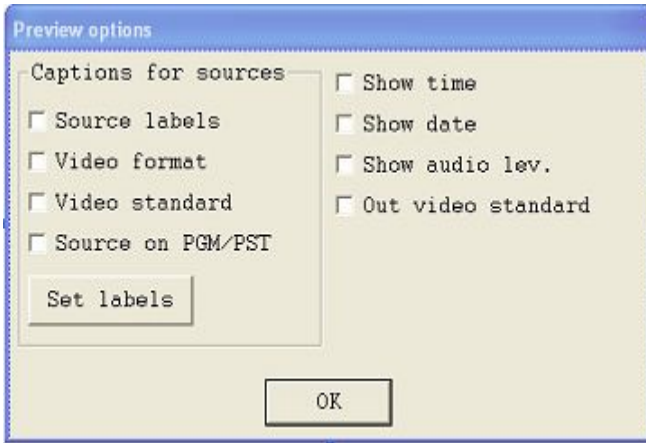 Preview options
Captions for sources
Source labels
Video format
Video standard
Source on PGM/PST
Set labels
Show time
Show date
Show audio lev.
Out video standard
OK